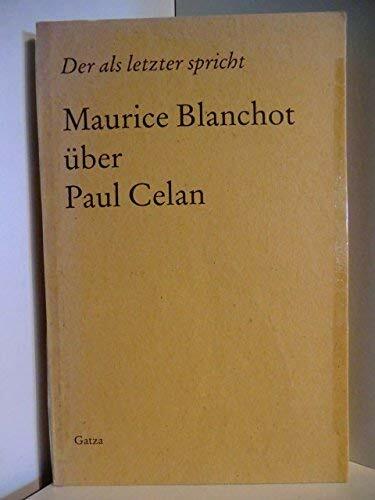 Der als letzter spricht
Maurice Blanchot
über
Paul Celan
Gatza